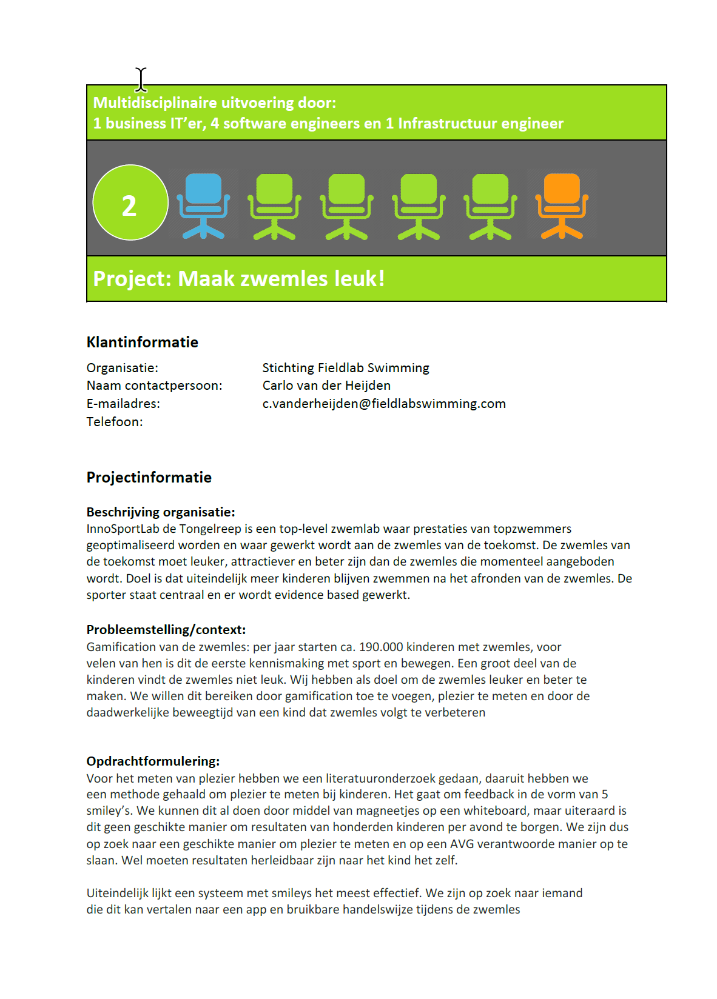 Multidisciplinaire uitvoering door:
1 business IT’er, 4 software engineers en 1 Infrastructuur engineer
2
Project: Maak zwemles leuk!
Klantinformatie
Organisatie: Stichting Fieldlab Swimming
Naam contactpersoon: Carlo van der Heijden
E-mailadres: c.vanderheijden@fieldlabswimming.com
Telefoon:
Projectinformatie
Beschrijving organisatie:
InnoSportLab de Tongelreep is een top-level zwemlab waar prestaties van topzwemmers
geoptimaliseerd worden en waar gewerkt wordt aan de zwemles van de toekomst. De zwemles van
de toekomst moet leuker, attractiever en beter zijn dan de zwemles die momenteel aangeboden
wordt. Doel is dat uiteindelijk meer kinderen blijven zwemmen na het afronden van de zwemles. De
sporter staat centraal en er wordt evidence based gewerkt.
Probleemstelling/context:
Gamification van de zwemles: per jaar starten ca. 190.000 kinderen met zwemles, voor
velen van hen is dit de eerste kennismaking met sport en bewegen. Een groot deel van de
kinderen vindt de zwemles niet leuk. Wij hebben als doel om de zwemles leuker en beter te
maken. We willen dit bereiken door gamification toe te voegen, plezier te meten en door de
daadwerkelijke beweegtijd van een kind dat zwemles volgt te verbeteren
Opdrachtformulering:
Voor het meten van plezier hebben we een literatuuronderzoek gedaan, daaruit hebben we
een methode gehaald om plezier te meten bij kinderen. Het gaat om feedback in de vorm van 5
smiley’s. We kunnen dit al doen door middel van magneetjes op een whiteboard, maar uiteraard is
dit geen geschikte manier om resultaten van honderden kinderen per avond te borgen. We zijn dus
op zoek naar een geschikte manier om plezier te meten en op een AVG verantwoorde manier op te
slaan. Wel moeten resultaten herleidbaar zijn naar het kind het zelf.
Uiteindelijk lijkt een systeem met smileys het meest effectief. We zijn op zoek naar iemand
die dit kan vertalen naar een app en bruikbare handelswijze tijdens de zwemles